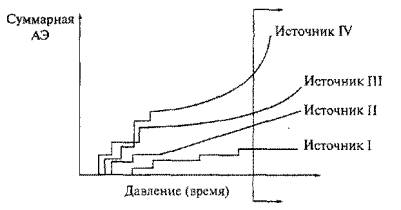 Суммарная
АЭ
Источник IV
Источник III
Источник II
Источник I
Давление (время)